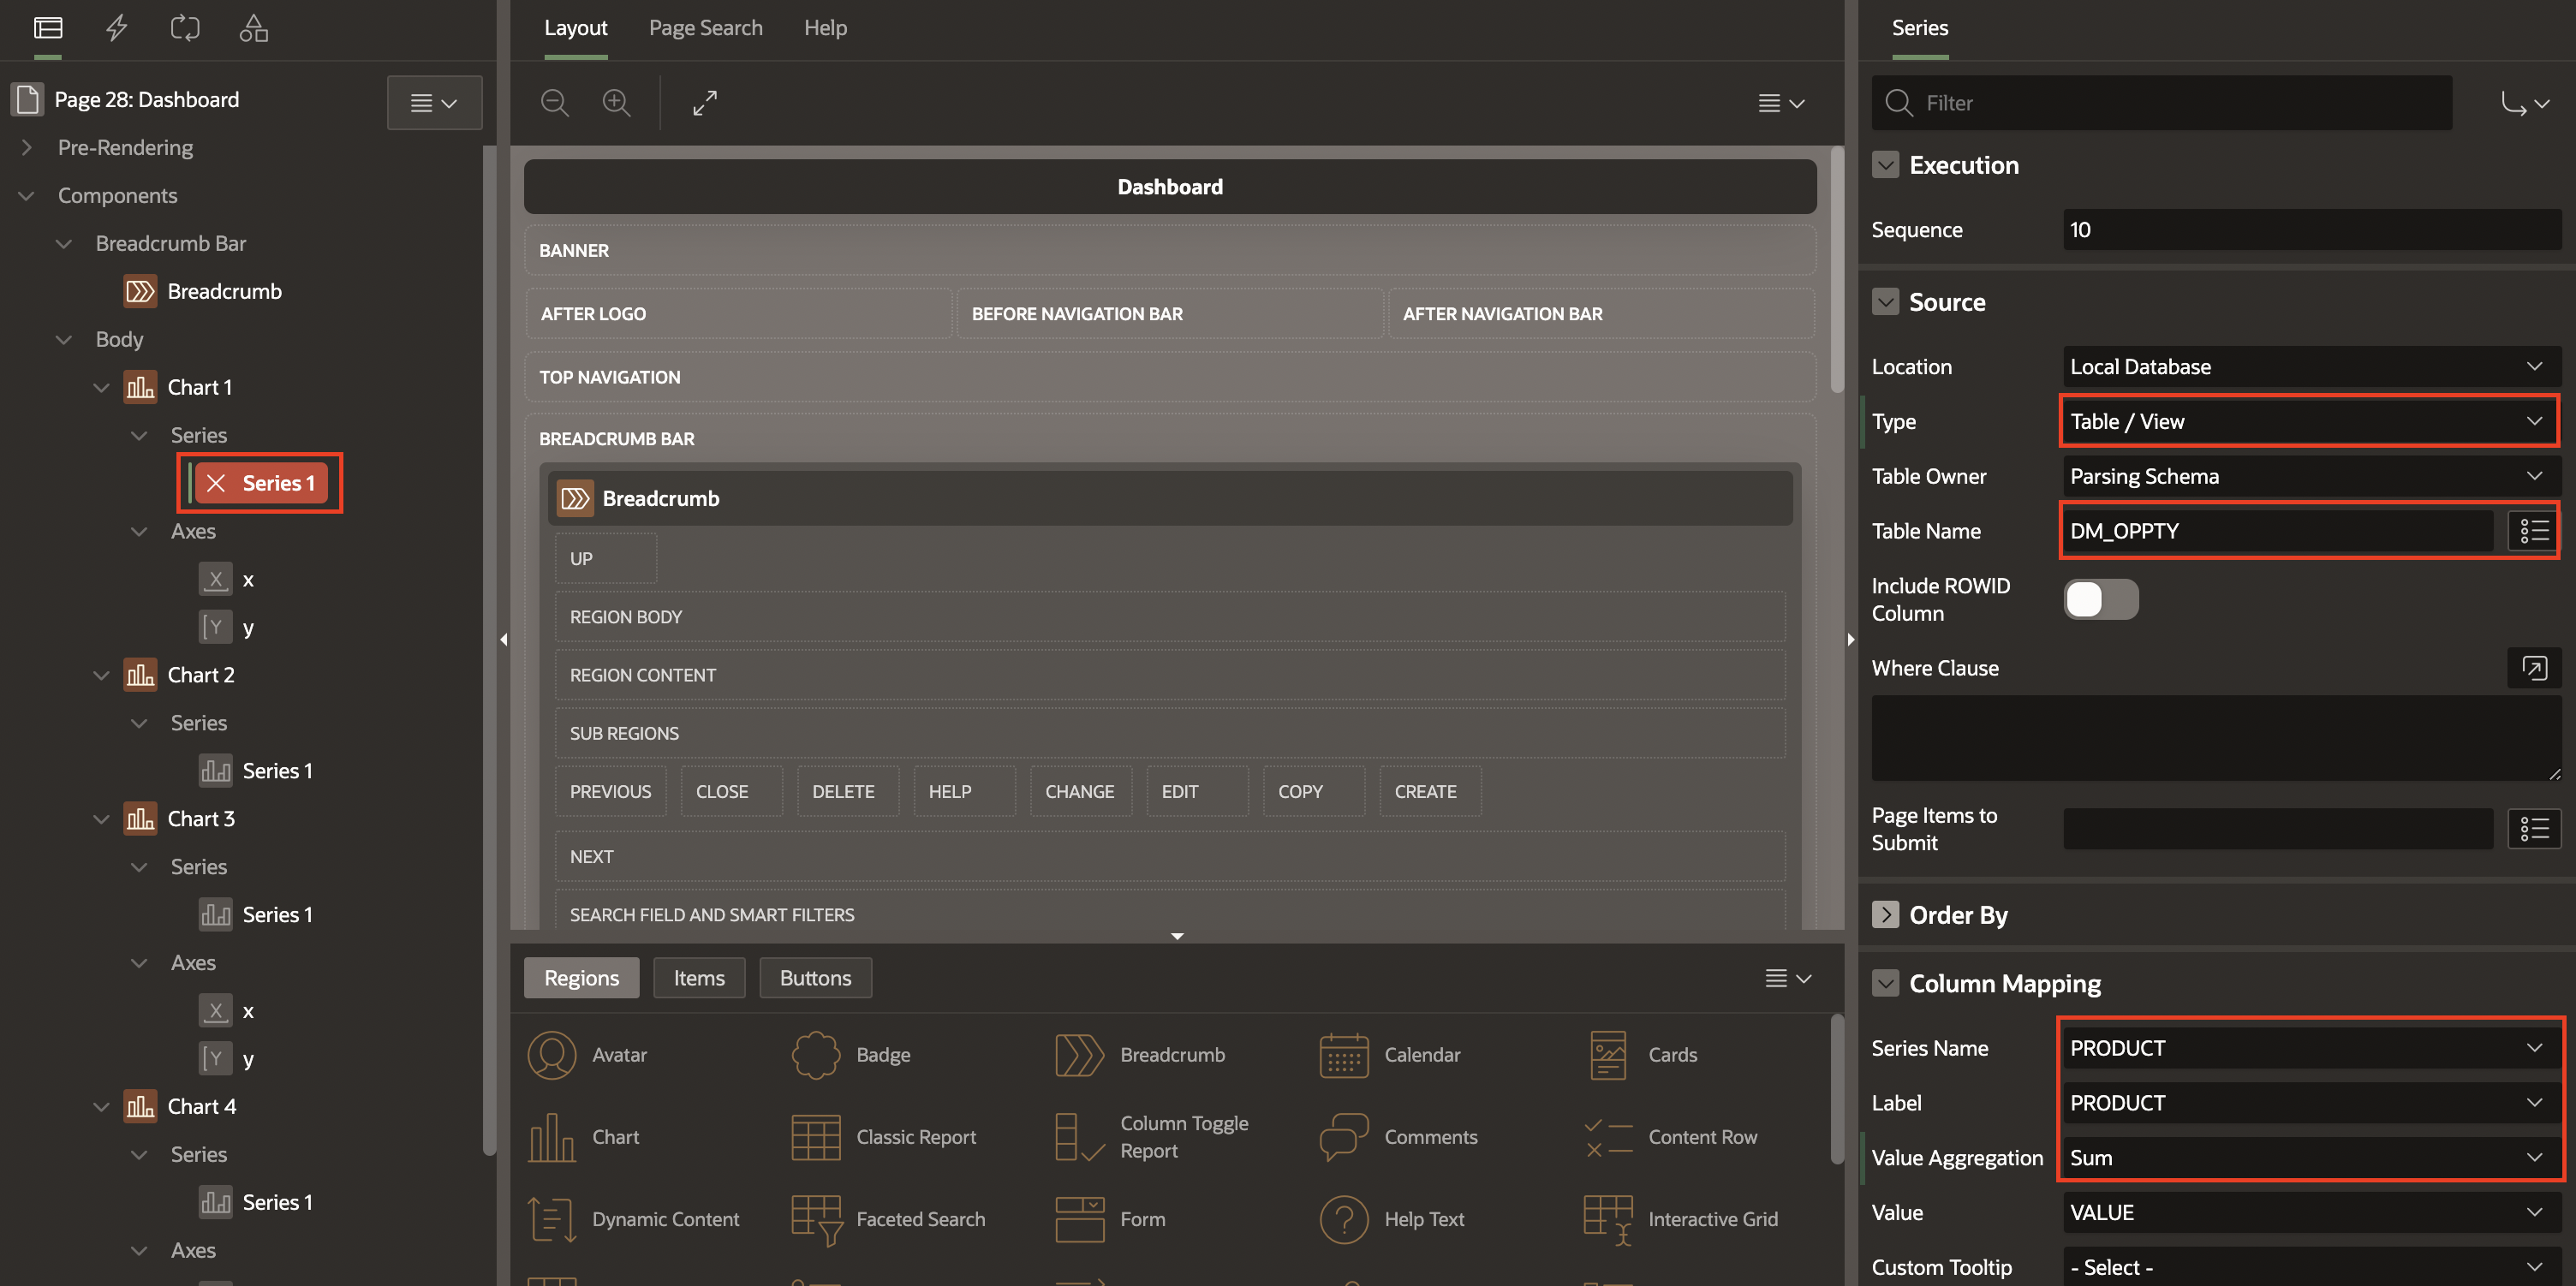 Page 28: Dashboard
Pre-Rendering
Components
Breadcrumb Bar
Breadcrumb
Body
Chart 1
Series
Series 1
Axes
x
y
Chart 2
Series
Series 1
Chart 3
Series
Series 1
Axes
x
y
Chart 4
Series
Series 1
Axes
Layout
Page Search
Help
Dashboard
BANNER
AFTER LOGO
BEFORE NAVIGATION BAR
AFTER NAVIGATION BAR
TOP NAVIGATION
BREADCRUMB BAR
Breadcrumb
UP
REGION BODY
REGION CONTENT
SUB REGIONS
PREVIOUS
CLOSE
DELETE
HELP
CHANGE
EDIT
COPY
CREATE
NEXT
SEARCH FIELD AND SMART FILTERS
Regions
Items
Buttons
Avatar
Badge
Breadcrumb
Calendar
Cards
Chart
Classic Report
Column Toggle
Report
Comments
Content Row
Dynamic Content
Faceted Search
Form
Help Text
Interactive Grid
Series
Filter
Execution
Sequence
10
Source
Location
Local Database
Type
Table / View
Table Owner
Parsing Schema
Table Name
DM_OPPTY
Include ROWID
Column
Where Clause
Page Items to
Submit
Order By
Column Mapping
Series Name
PRODUCT
Label
PRODUCT
Value Aggregation
Sum
Value
VALUE
Custom Tooltip
- Select -